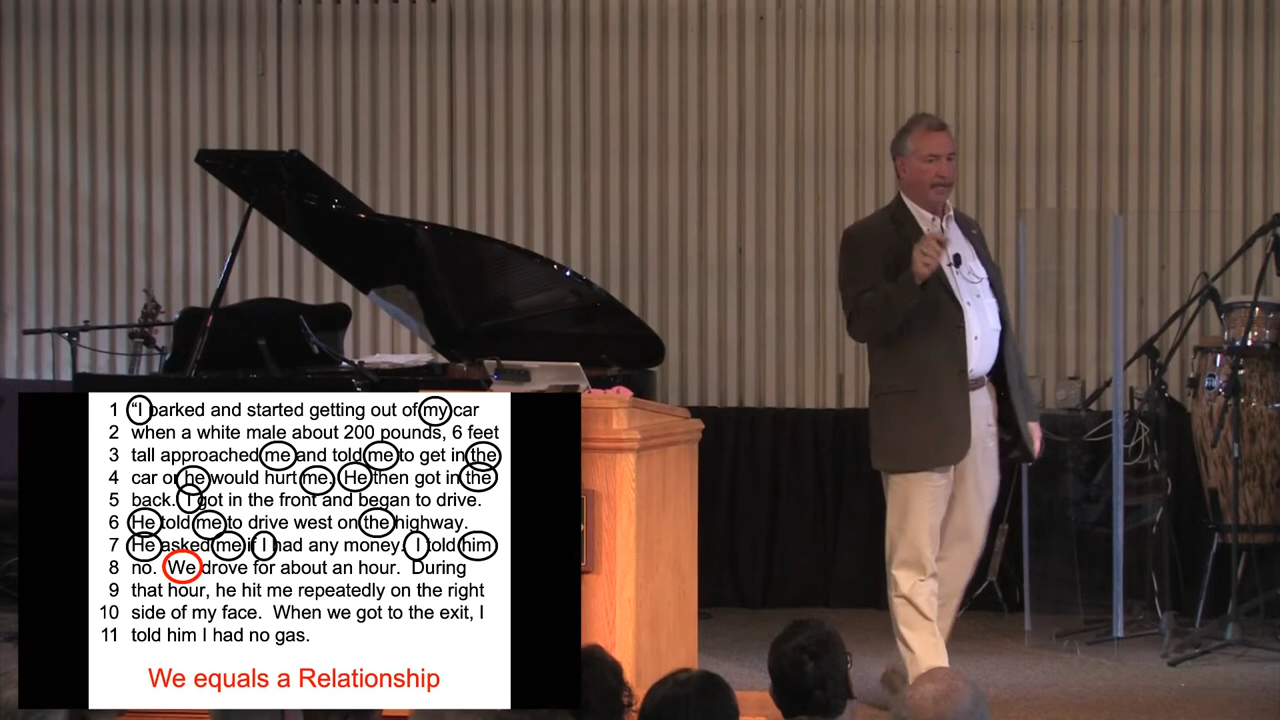 1 “I parked and started getting out of my car
2 when a white male about 200 pounds, 6 feet
3 tall approached me and told me to get in the
4 car or he would hurt me. He then got in the
5 back. I got in the front and began to drive.
6 He told me to drive west on the highway.
7 He asked me if I had any money. I told him
8 no. We drove for about an hour. During
9 that hour, he hit me repeatedly on the right
10 side of my face. When we got to the exit, I
11 told him I had no gas.
We equals a Relationship